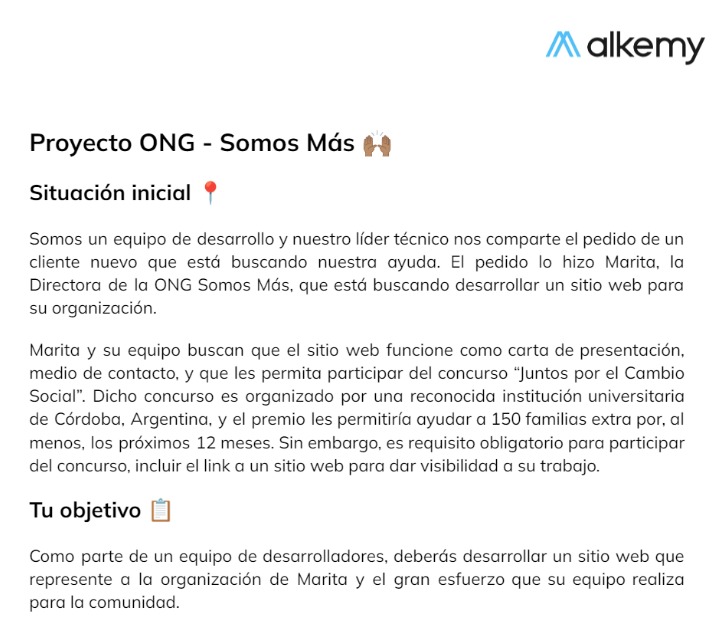 alkemy
Proyecto ONG - Somos Más 🙌🏽
Situación inicial 📍
Somos un equipo de desarrollo y nuestro líder técnico nos comparte el pedido de un
cliente nuevo que está buscando nuestra ayuda. El pedido lo hizo Marita, la
Directora de la ONG Somos Más, que está buscando desarrollar un sitio web para
su organización.
Marita y su equipo buscan que el sitio web funcione como carta de presentación,
medio de contacto, y que les permita participar del concurso “Juntos por el Cambio
Social”. Dicho concurso es organizado por una reconocida institución universitaria
de Córdoba, Argentina, y el premio les permitiría ayudar a 150 familias extra por, al
menos, los próximos 12 meses. Sin embargo, es requisito obligatorio para participar
del concurso, incluir el link a un sitio web para dar visibilidad a su trabajo.
Tu objetivo 📋
Como parte de un equipo de desarrolladores, deberás desarrollar un sitio web que
represente a la organización de Marita y el gran esfuerzo que su equipo realiza
para la comunidad.